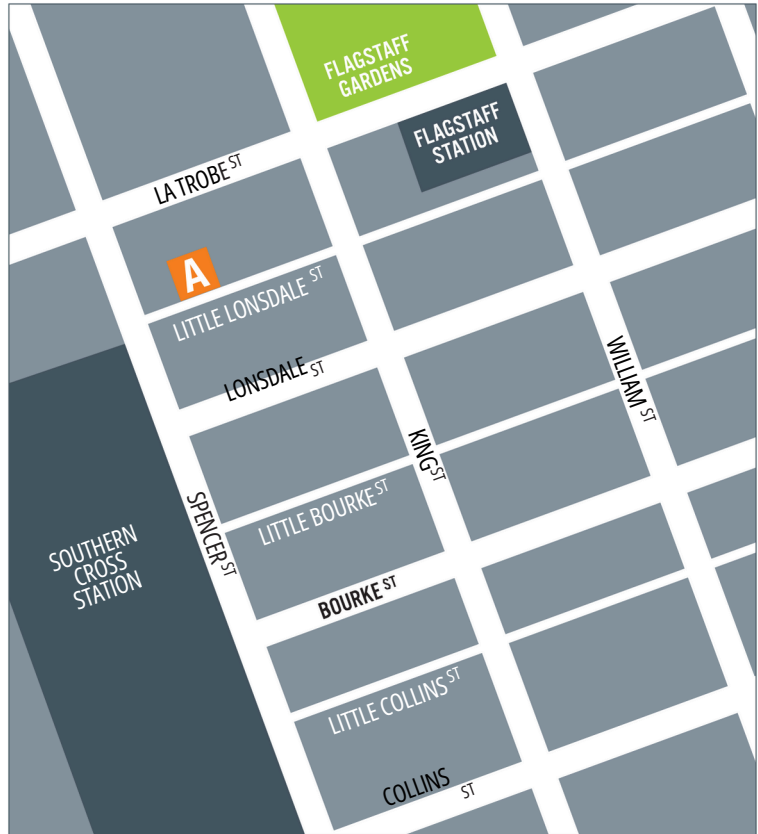 FLAGSTAFF
GARDENS
FLAGSTAFF
STATION
LA TROBE ST
A
LITTLE LONSDALE ST
LONSDALE ST
WILLIAM ST
KING ST
LITTLE BOURKE ST
SPENCER ST
SOUTHERN
CROSS
STATION
BOURKE ST
LITTLE COLLINS ST
COLLINS ST